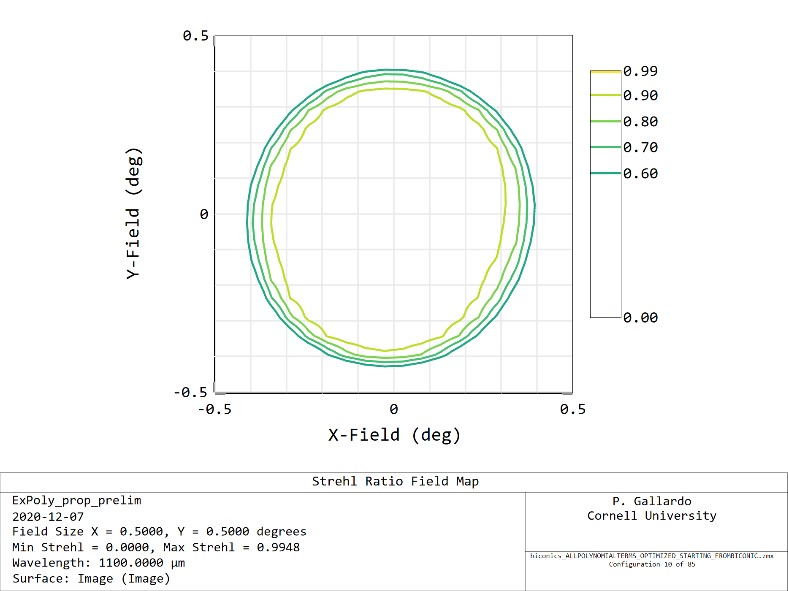 0.5
0
-0.5
Y-Field (deg)
-0.5 0 0.5
X-Field (deg)
0.99
0.90
0.80
0.70
0.60
0.00
Strehl Ratio Field Map
ExPoly_prop_prelim
2020-12-07
Field Size X = 0.5000, Y = 0.5000 degrees
Min Strehl = 0.0000, Max Strehl = 0.9948
Wavelength: 1100.0000 µm
Surface: Image (Image)
P. Gallardo
Cornell University
biconics_ALLPOLYNOMIALTERMS_OPTIMIZED_STARTING_FROMBICONIC.zmx
Configuration 10 of 85